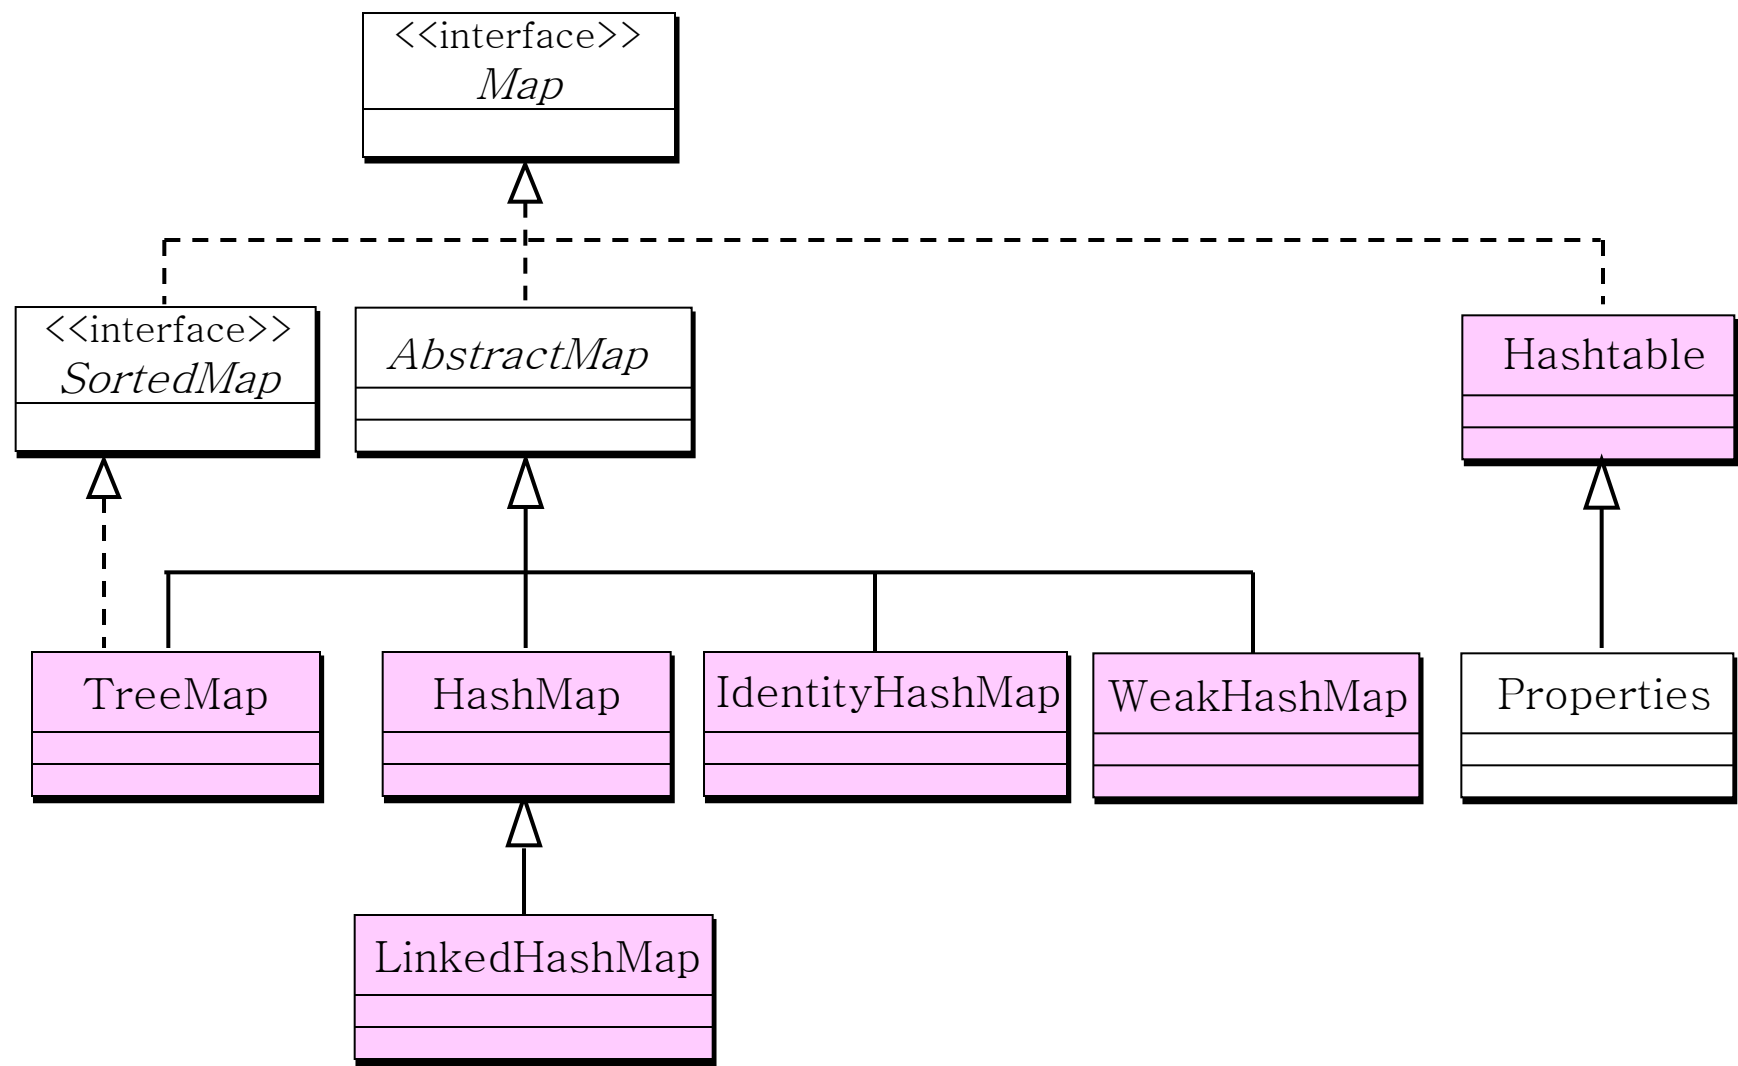 <<interface>>
Map
<<interface>>
SortedMap
AbstractMap
Hashtable
TreeMap
HashMap
IdentityHashMap
WeakHashMap
Properties
LinkedHashMap